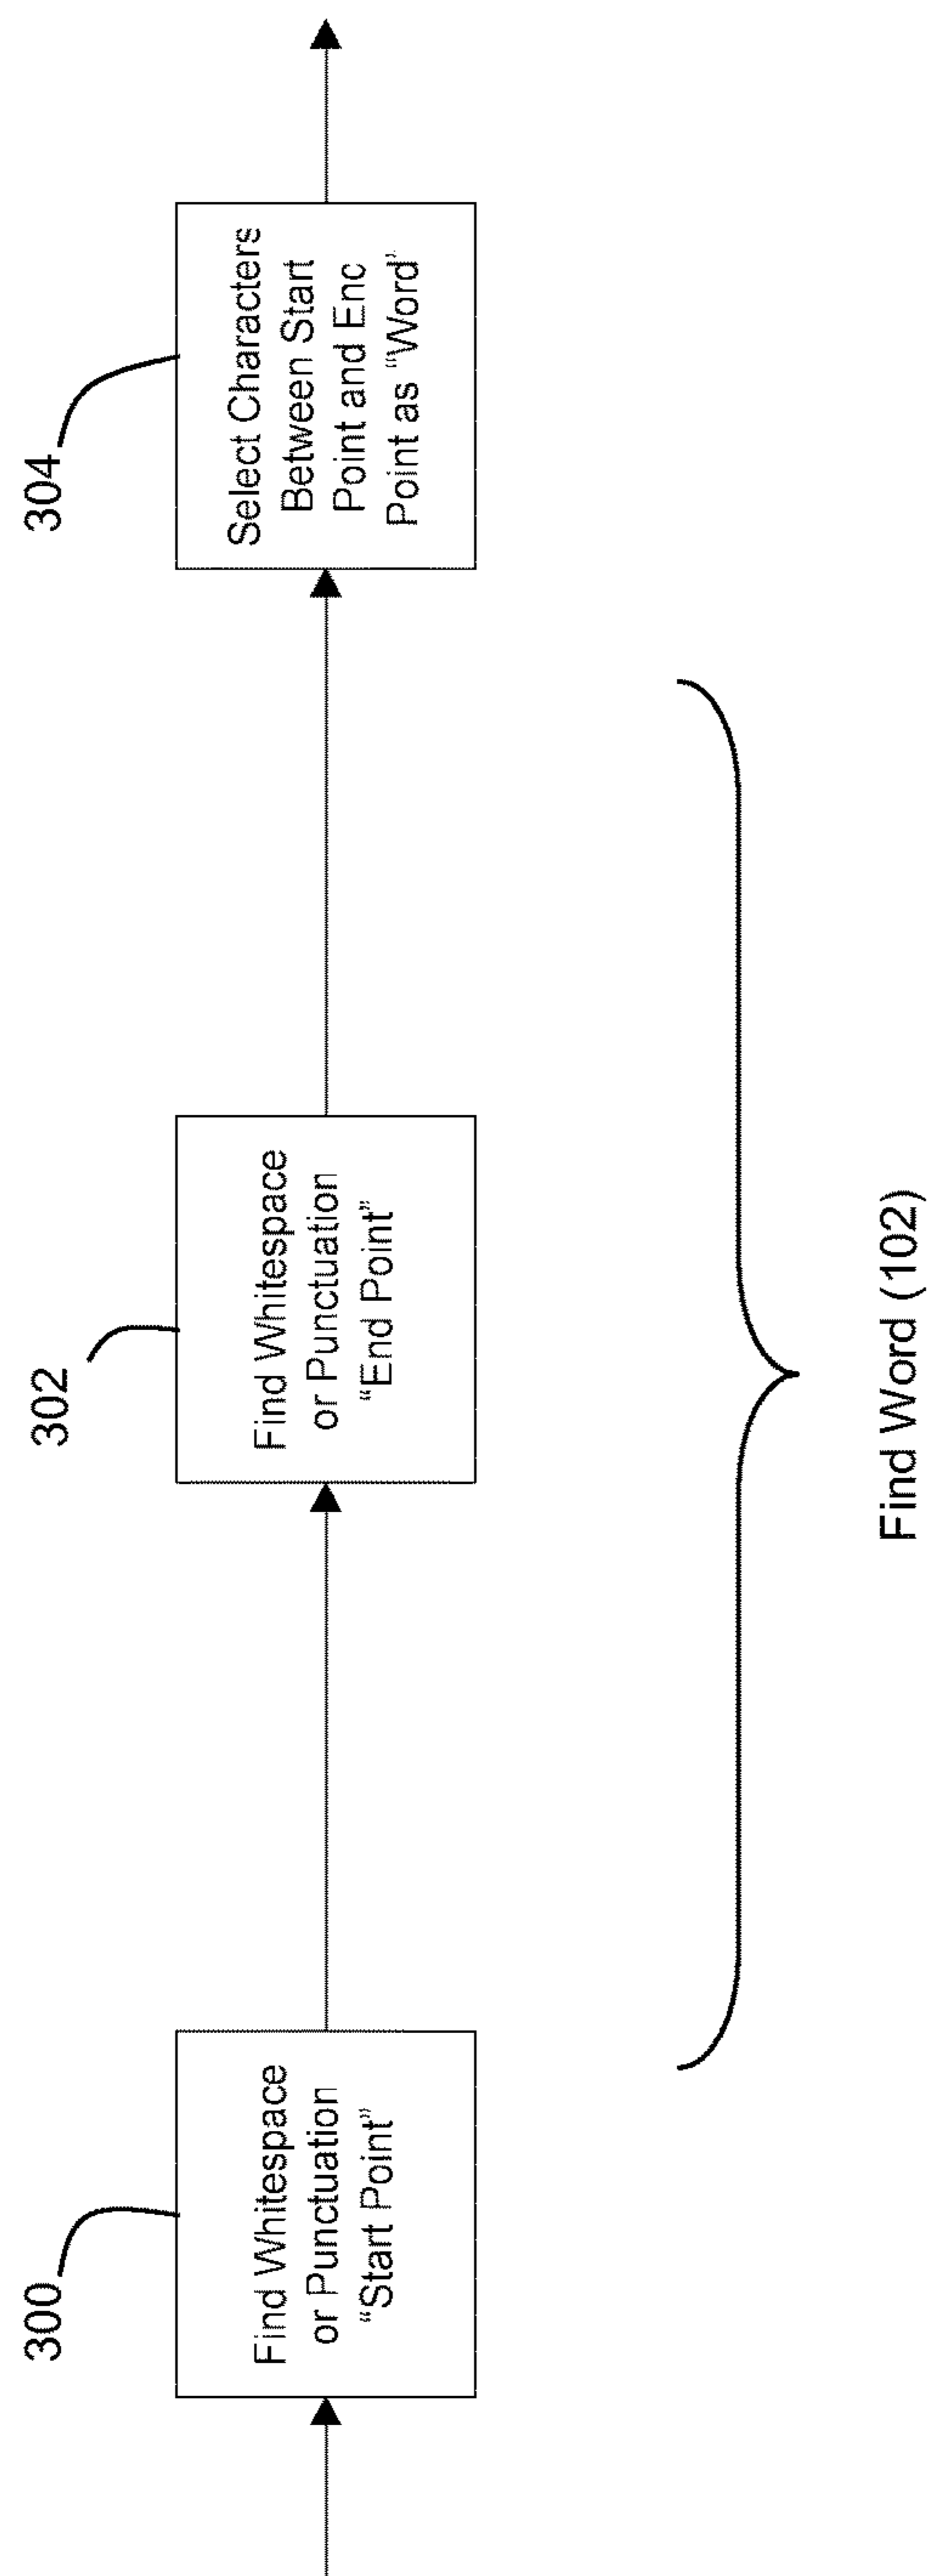 300
Find Whitespace
or Punctuation
“Start Point”
302
Find Whitespace
or Punctuation
“End Point”
304
Select Characters
Between Start
Point and Enc
Point as “Word”
Find Word (102)